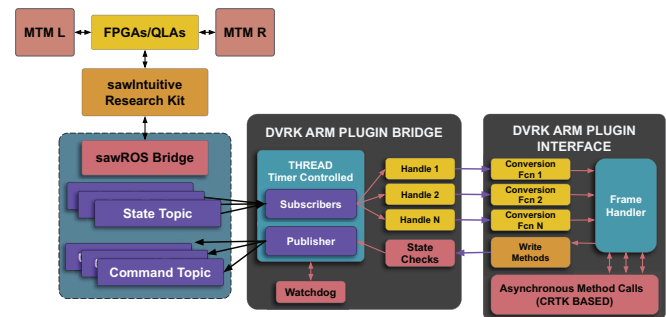 MTM L
FPGAs/QLAs
MTM R
sawIntuitive
Research Kit
sawROS Bridge
State Topic
Command Topic
DVRK ARM PLUGIN BRIDGE
THREAD
Timer Controlled
Subscribers
Publisher
Watchdog
Handle 1
Handle 2
Handle N
State
Checks
DVRK ARM PLUGIN
INTERFACE
Conversion
Fcn 1
Conversion
Fcn 2
Conversion
Fcn N
Write
Methods
Frame
Handler
Asynchronous Method Calls
(CRTK BASED)